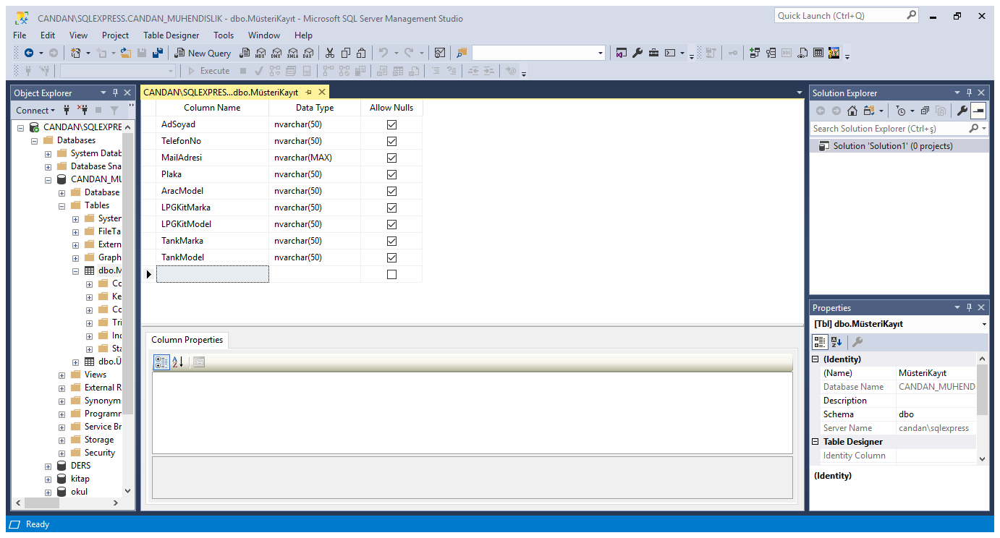 CANDAN\SQLEXPRESS.CANDAN_MUHENDISLIK - dbo.MüsteriKayıt - Microsoft SQL Server Management Studio
Quick Launch (Ctrl+Q)
File Edit View Project Table Designer Tools Window Help
New Query MDX DMX XMLA DAX
Execute
Object Explorer
Connect
CANDAN\SQLEXPRE
Databases
System Datab
Database Sna
CANDAN_MU
Database
Tables
System
FileTa
Extern
Graph
dbo.M
Co
Ke
Co
Tri
Inc
Sta
dbo.Ü
Views
External R
Synonym
Programr
Service Br
Storage
Security
DERS
kitap
okul
CANDAN\SQLEXPRES...dbo.MüsteriKayıt
Column Name Data Type Allow Nulls
AdSoyad nvarchar(50)
TelefonNo nvarchar(50)
MailAdresi nvarchar(MAX)
Plaka nvarchar(50)
AracModel nvarchar(50)
LPGKitMarka nvarchar(50)
LPGKitModel nvarchar(50)
TankMarka nvarchar(50)
TankModel nvarchar(50)
Column Properties
Solution Explorer
Search Solution Explorer (Ctrl+ş)
Solution 'Solution1' (0 projects)
Properties
[Tbl] dbo.MüsteriKayıt
(Identity)
(Name) MüsteriKayıt
Database Name CANDAN_MUHEND
Description
Schema dbo
Server Name candan\sqlexpress
Table Designer
Identity Column
(Identity)
Ready